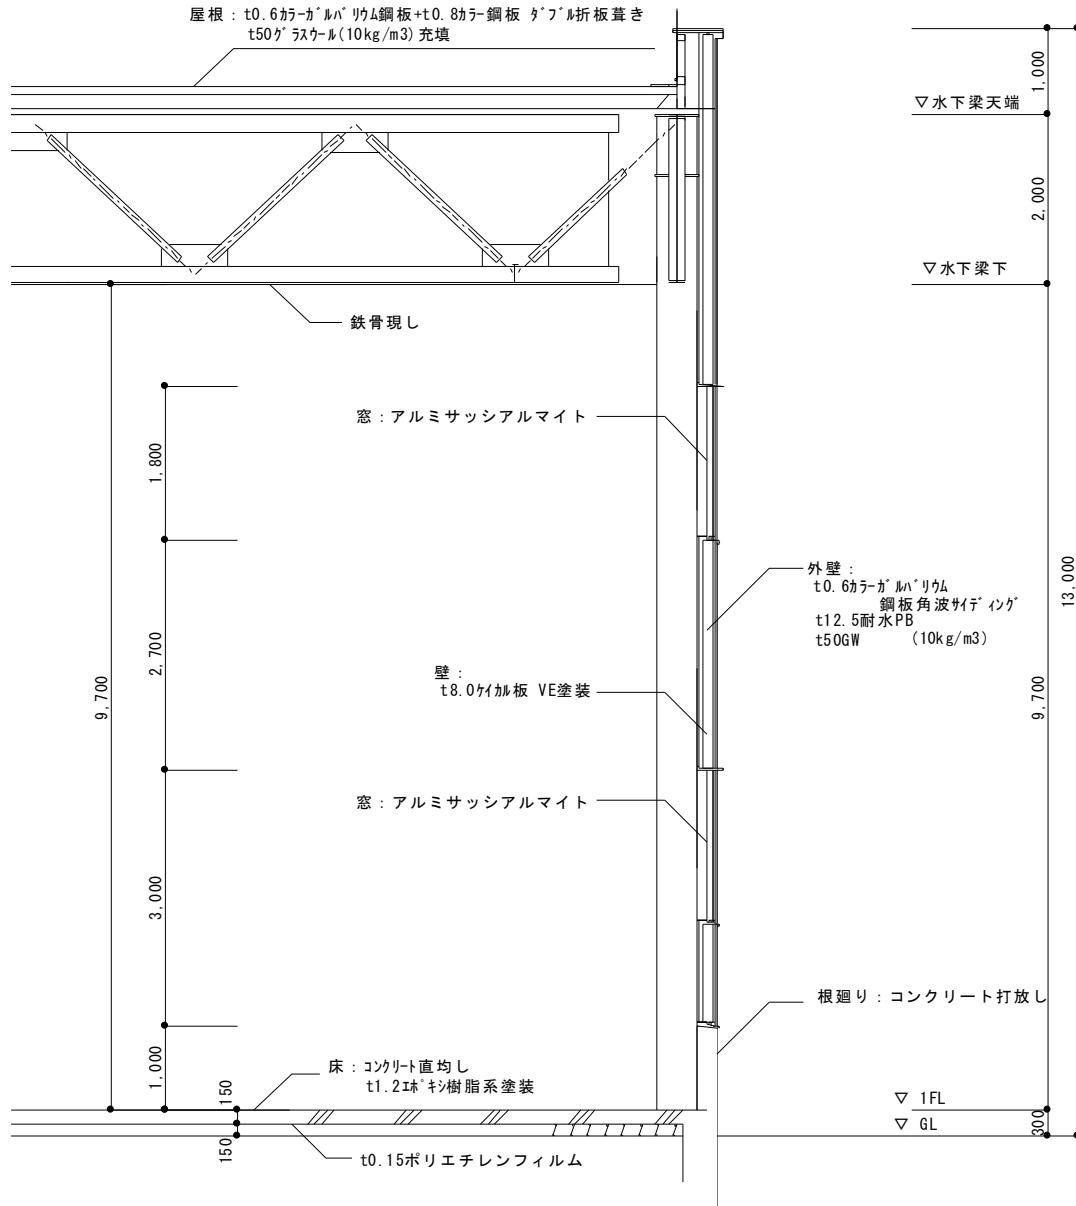 屋根：t0.6ｶﾗｰｶﾞﾙﾊﾞﾘｳﾑ鋼板+t0.8ｶﾗｰ鋼板 ﾀﾞﾌﾞﾙ折板葺き
t50ｸﾞﾗｽｳｰﾙ(10kg/m3)充填
1,000
▽水下梁天端
2,000
▽水下梁下
鉄骨現し
窓：アルミサッシアルマイト
1,800
外壁：
t0.6ｶﾗｰｶﾞﾙﾊﾞﾘｳﾑ
鋼板角波ｻｲﾃﾞｨﾝｸﾞ
t12.5耐水PB
t50GW (10kg/m3)
13,000
2,700
壁：
t8.0ｹｲｶﾙ板 VE塗装
9,700
9,700
窓：アルミサッシアルマイト
3,000
根廻り：コンクリート打放し
1,000
床：ｺﾝｸﾘｰﾄ直均し
t1.2ｴﾎﾟｷｼ樹脂系塗装
150
▽ 1FL
▽ GL
300
150
t0.15ポリエチレンフィルム